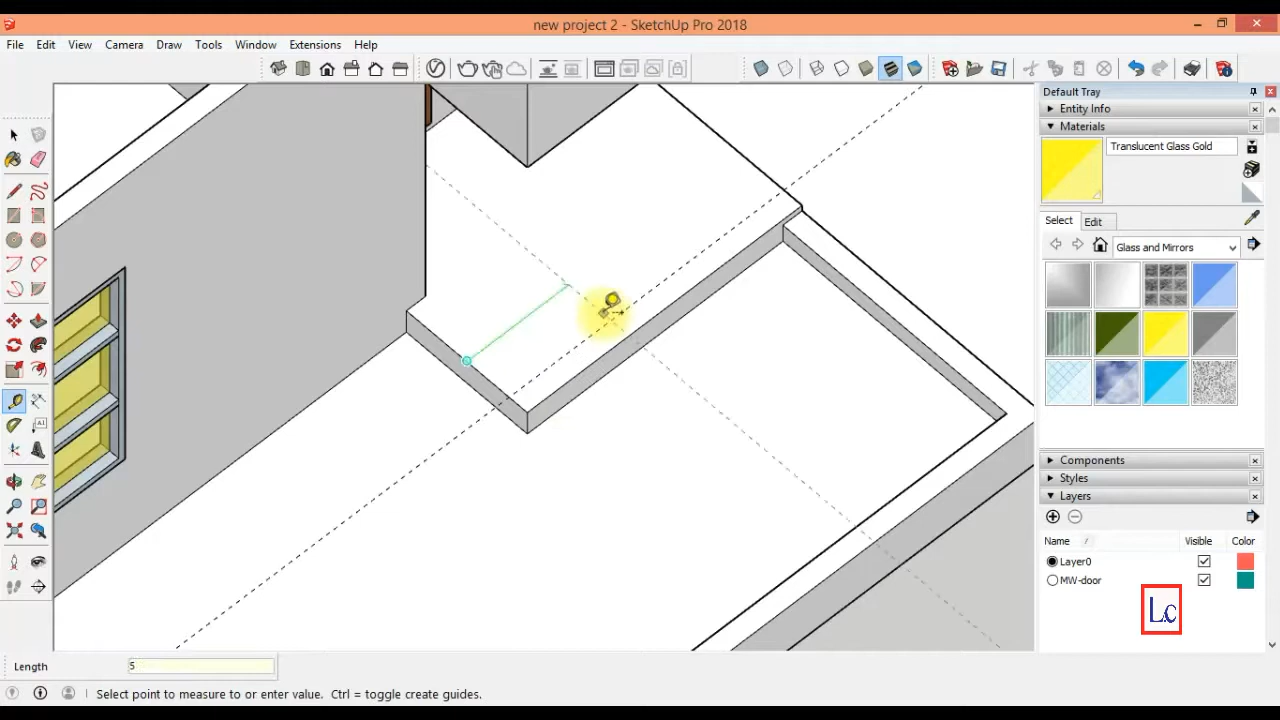 new project 2 - SketchUp Pro 2018
File Edit View Camera Draw Tools Window Extensions Help
Default Tray
Entity Info
Materials
Translucent Glass Gold
Select Edit
Glass and Mirrors
Components
Styles
Layers
Name Visible Color
Layer0
MW-door
Lc
Length 5
Select point to measure to or enter value. Ctrl = toggle create guides.